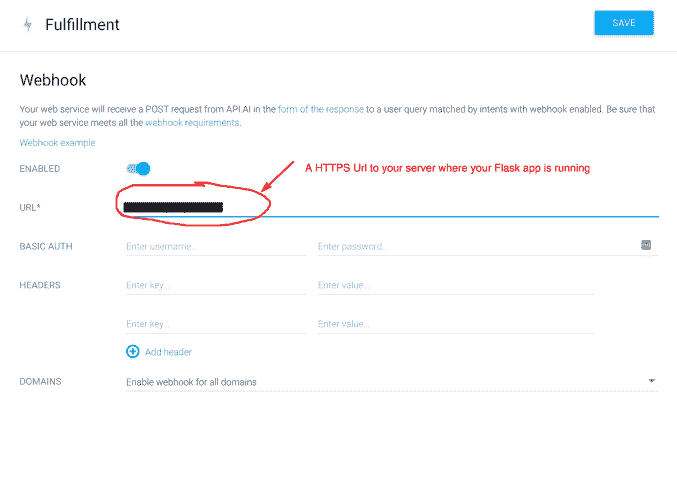 Fulfillment
SAVE
Webhook
Your web service will receive a POST request from API.AI in the form of the response to a user query matched by intents with webhook enabled. Be sure that
your web service meets all the webhook requirements.
Webhook example
ENABLED
A HTTPS Url to your server where your Flask app is running
URL*
BASIC AUTH Enter username... Enter password...
HEADERS Enter key... Enter value...
Enter key... Enter value...
Add header
DOMAINS Enable webhook for all domains